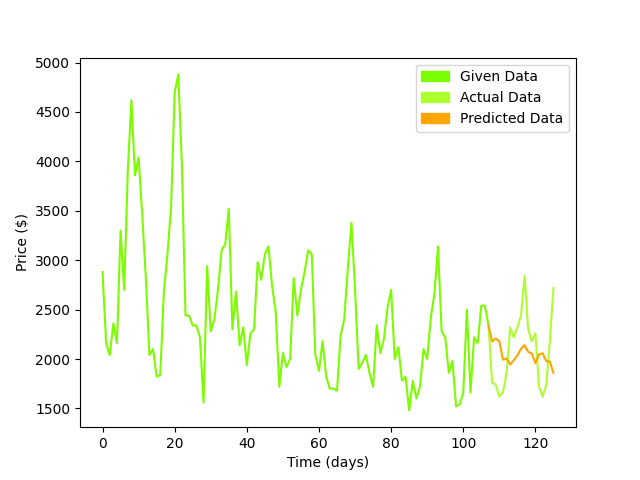 Given Data
Actual Data
Predicted Data
Price ($)
5000
4500
4000
3500
3000
2500
2000
1500
0 20 40 60 80 100 120
Time (days)